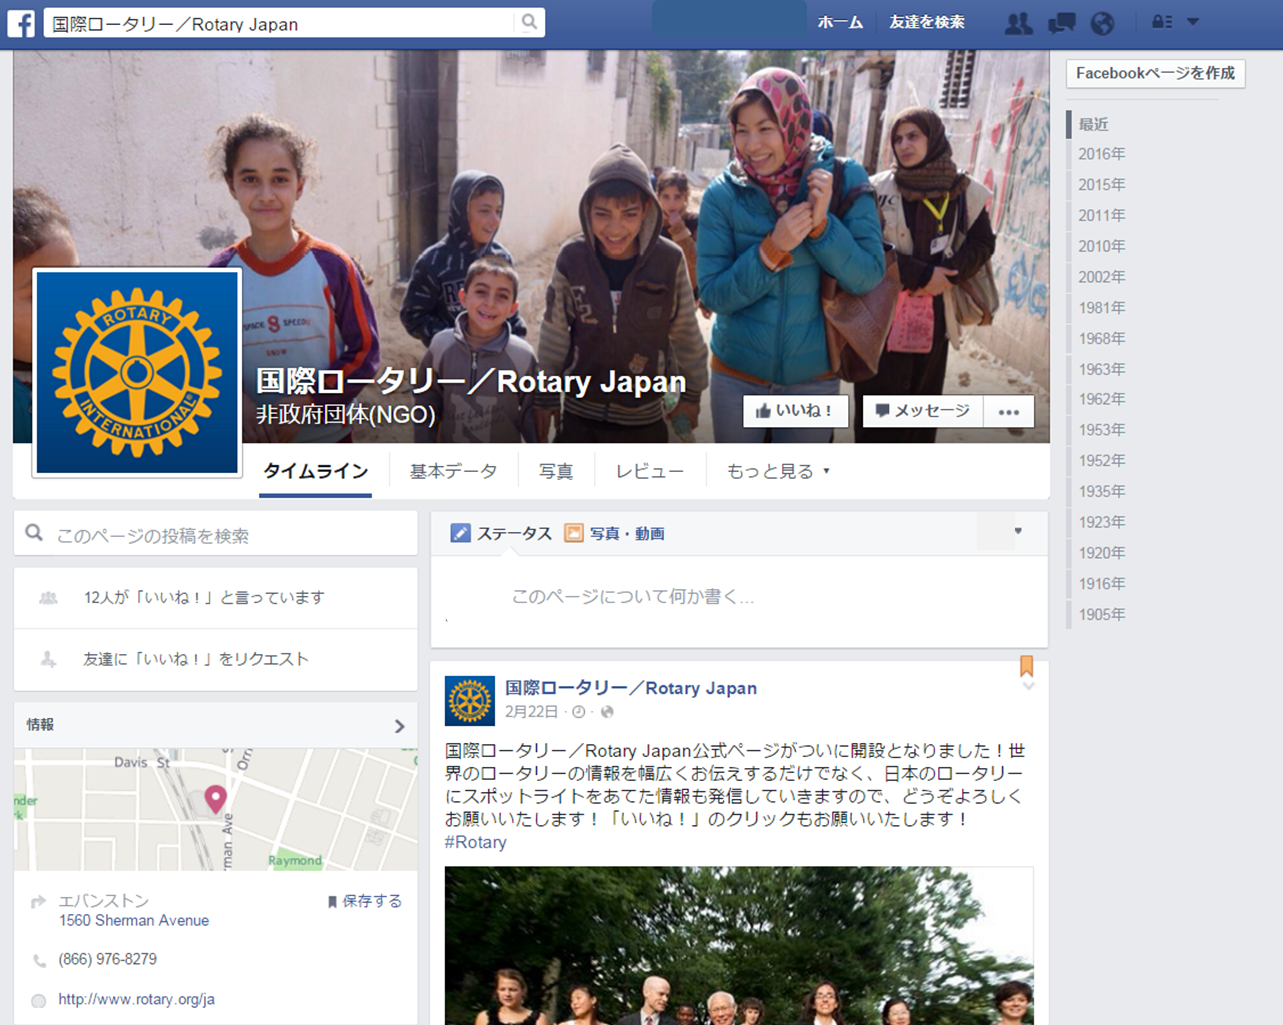 国際ロータリー／Rotary Japan
ホーム
友達を検索
Facebookページを作成
最近
2016年
2015年
2011年
2010年
2002年
1981年
1968年
1963年
1962年
1953年
1952年
1935年
1923年
1920年
1916年
1905年
SPACE 8 SPEED
ROTARY
INTERNATIONAL
国際ロータリー／Rotary Japan
非政府団体(NGO)
いいね！
メッセージ
タイムライン
基本データ
写真
レビュー
もっと見る
このページの投稿を検索
12人が「いいね！」と言っています
友達に「いいね！」をリクエスト
情報
Davis St
Raymond
エバンストン
保存する
1560 Sherman Avenue
(866) 976-8279
http://www.rotary.org/ja
ステータス
写真・動画
このページについて何か書く...
国際ロータリー／Rotary Japan
2月22日
国際ロータリー／Rotary Japan公式ページがついに開設となりました！世
界のロータリーの情報を幅広くお伝えするだけでなく、日本のロータリー
にスポットライトをあてた情報も発信していきますので、どうぞよろしく
お願いいたします！「いいね！」のクリックもお願いいたします！
#Rotary